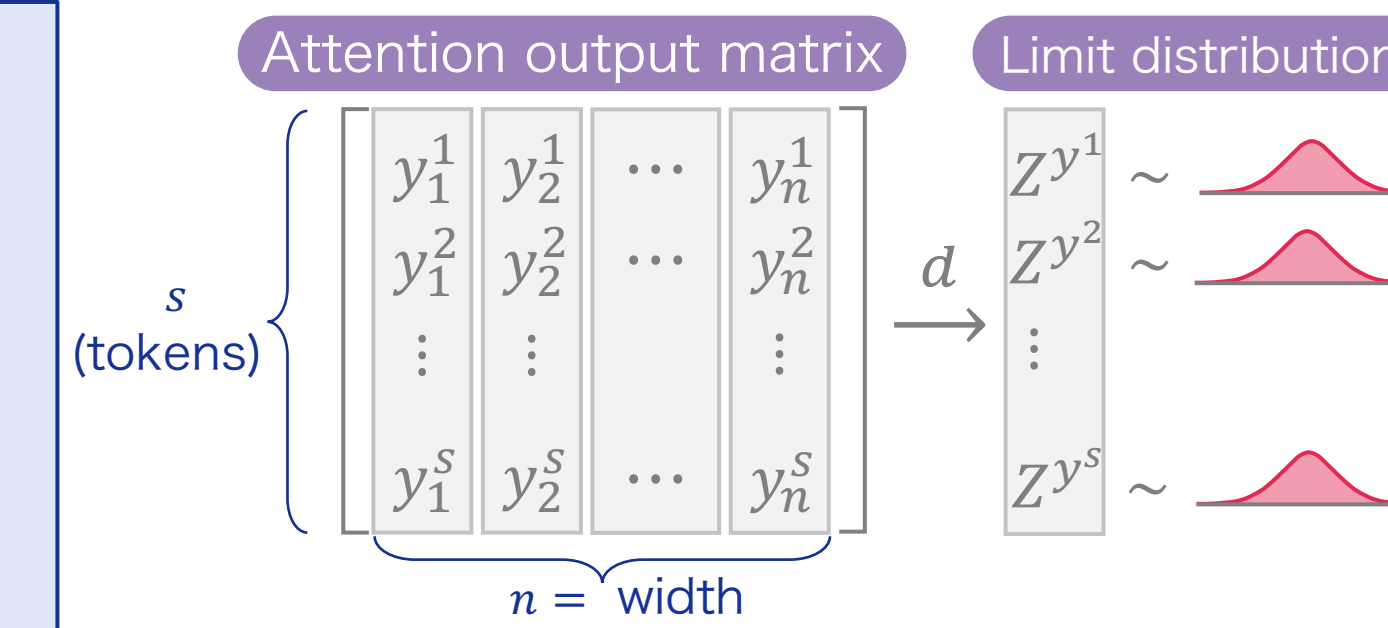 Attention output matrix
Limit distribution
s
(tokens)
y_1^1 y_2^1 ⋯ y_n^1
y_1^2 y_2^2 ⋯ y_n^2
⋮ ⋮ ⋮
y_1^s y_2^s ⋯ y_n^s
n = width
d
→
Z^{y^1} ~
Z^{y^2} ~
⋮
Z^{y^s} ~